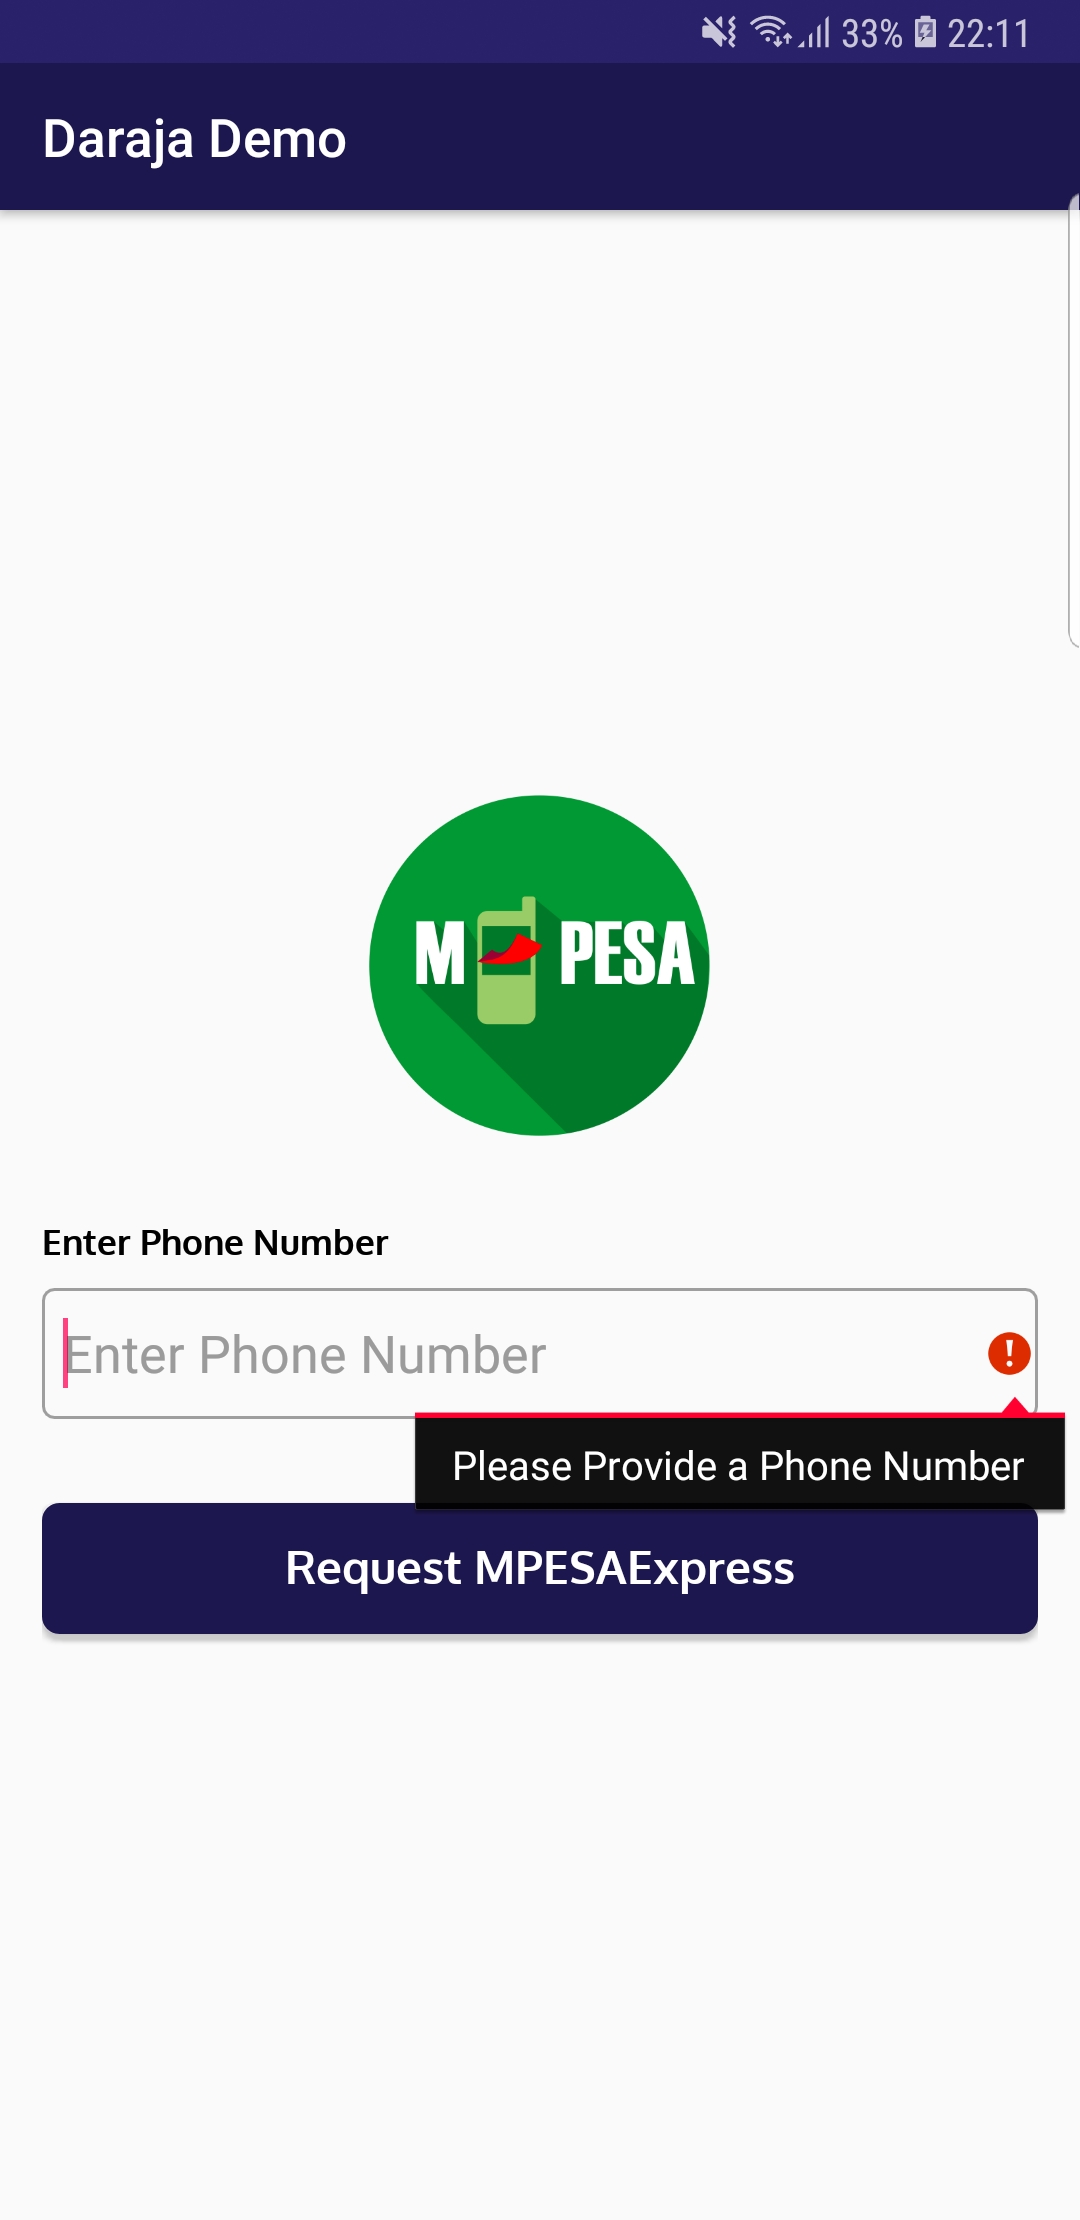 33% 22:11
Daraja Demo
M PESA
Enter Phone Number
Enter Phone Number
Please Provide a Phone Number
Request MPESAExpress